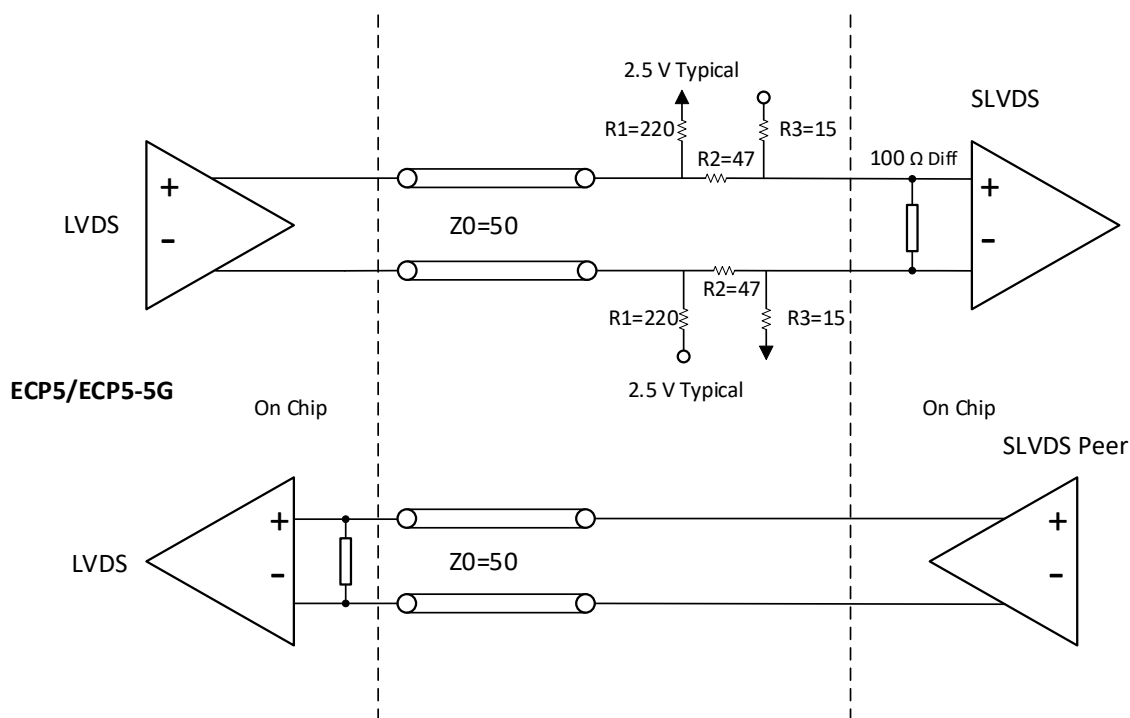 2.5 V Typical
SLVDS
R1=220
R3=15
R2=47
100 Ω Diff
+
+
LVDS
Z0=50
-
-
R2=47
R1=220
R3=15
2.5 V Typical
ECP5/ECP5-5G
On Chip
On Chip
SLVDS Peer
+
+
LVDS
Z0=50
-
-